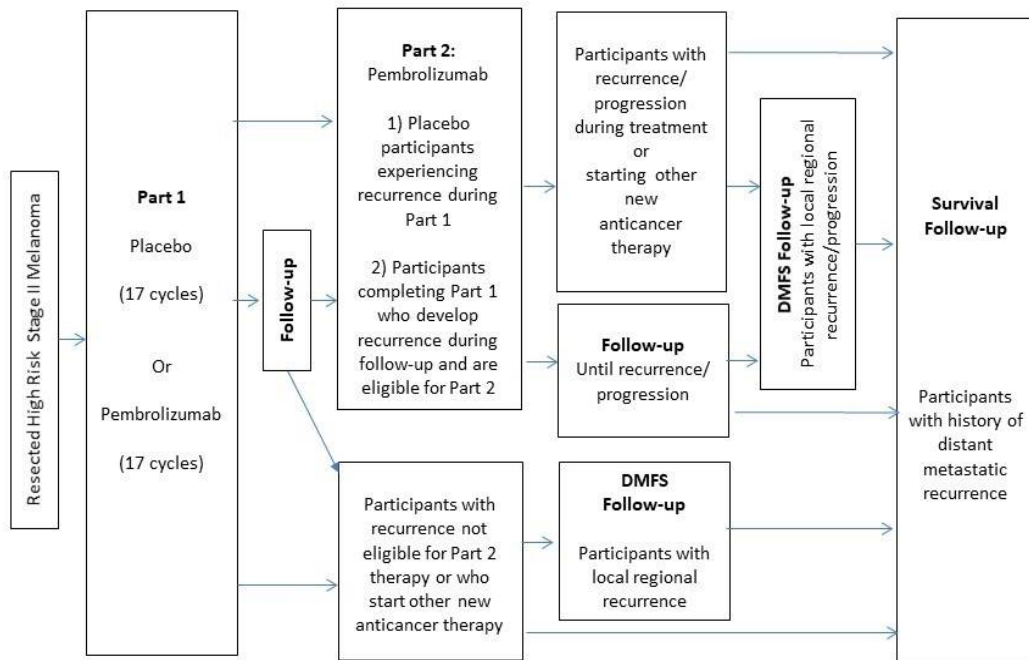 Resected High Risk Stage II Melanoma
Part 1
Placebo
(17 cycles)
Or
Pembrolizumab
(17 cycles)
Follow-up
Part 2:
Pembrolizumab
1) Placebo
participants
experiencing
recurrence during
Part 1
2) Participants
completing Part 1
who develop
recurrence during
follow-up and are
eligible for Part 2
Participants with
recurrence not
eligible for Part 2
therapy or who
start other new
anticancer therapy
Participants with
recurrence/
progression
during treatment
or
starting other
new
anticancer
therapy
Follow-up
Until recurrence/
progression
DMFS
Follow-up
Participants with
local regional
recurrence
DMFS Follow-up
Participants with local regional
recurrence/progression
Survival
Follow-up
Participants
with history of
distant
metastatic
recurrence